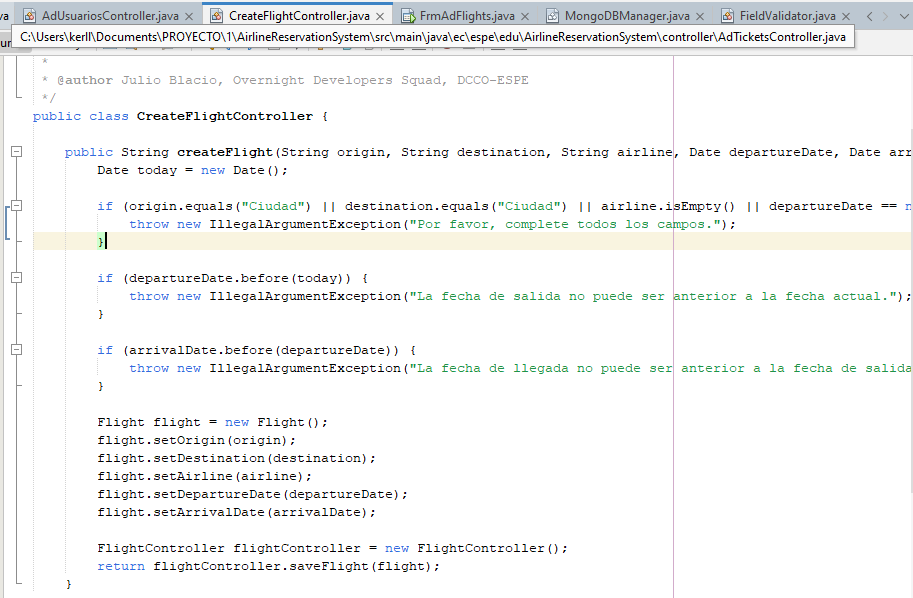 va AdUsuariosController.java CreateFlightController.java FrmAdFlights.java MongoDBManager.java FieldValidator.java
C:\Users\kerll\Documents\PROYECTO\1\AirlineReservationSystem\src\main\java\ec\espe\edu\AirlineReservationSystem\controller\AdTicketsController.java
*
* @author Julio Blacio, Overnight Developers Squad, DCCO-ESPE
*/
public class CreateFlightController {
public String createFlight(String origin, String destination, String airline, Date departureDate, Date arr
Date today = new Date();
if (origin.equals("Ciudad") || destination.equals("Ciudad") || airline.isEmpty() || departureDate == n
throw new IllegalArgumentException("Por favor, complete todos los campos.");
}
if (departureDate.before(today)) {
throw new IllegalArgumentException("La fecha de salida no puede ser anterior a la fecha actual.");
}
if (arrivalDate.before(departureDate)) {
throw new IllegalArgumentException("La fecha de llegada no puede ser anterior a la fecha de salida
}
Flight flight = new Flight();
flight.setOrigin(origin);
flight.setDestination(destination);
flight.setAirline(airline);
flight.setDepartureDate(departureDate);
flight.setArrivalDate(arrivalDate);
FlightController flightController = new FlightController();
return flightController.saveFlight(flight);
}